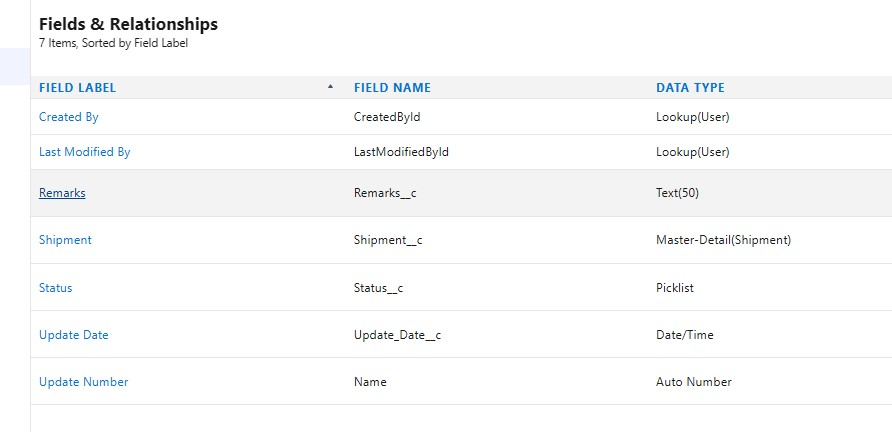 Fields & Relationships
7 Items, Sorted by Field Label
FIELD LABEL FIELD NAME DATA TYPE
Created By CreatedById Lookup(User)
Last Modified By LastModifiedById Lookup(User)
Remarks Remarks__c Text(50)
Shipment Shipment__c Master-Detail(Shipment)
Status Status__c Picklist
Update Date Update_Date__c Date/Time
Update Number Name Auto Number